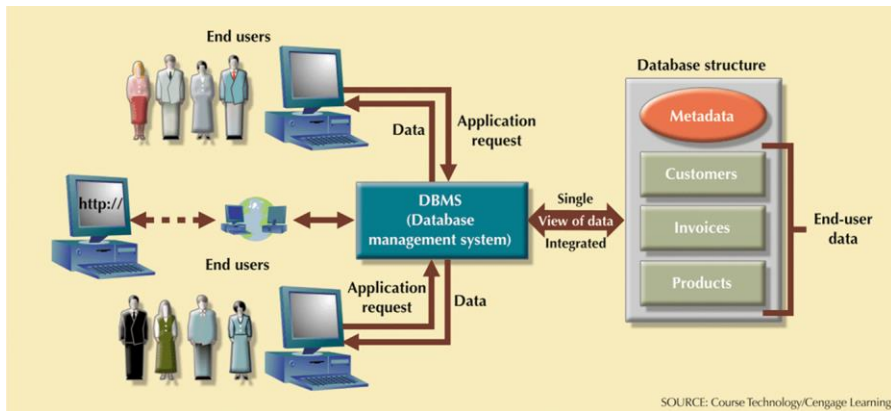 End users
Data
Application
request
Database structure
Metadata
Customers
Invoices
Products
End-user
data
http://
DBMS
(Database
management system)
Single
View of data
Integrated
End users
Application
request
Data
SOURCE: Course Technology/Cengage Learning